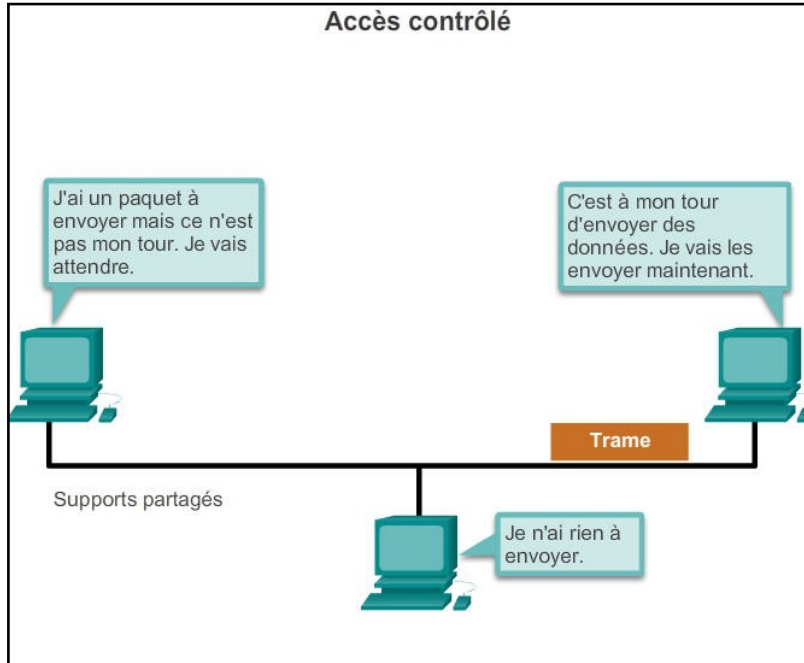 Accès contrôlé
J'ai un paquet à
envoyer mais ce n'est
pas mon tour. Je vais
attendre.
C'est à mon tour
d'envoyer des
données. Je vais les
envoyer maintenant.
Trame
Supports partagés
Je n'ai rien à
envoyer.